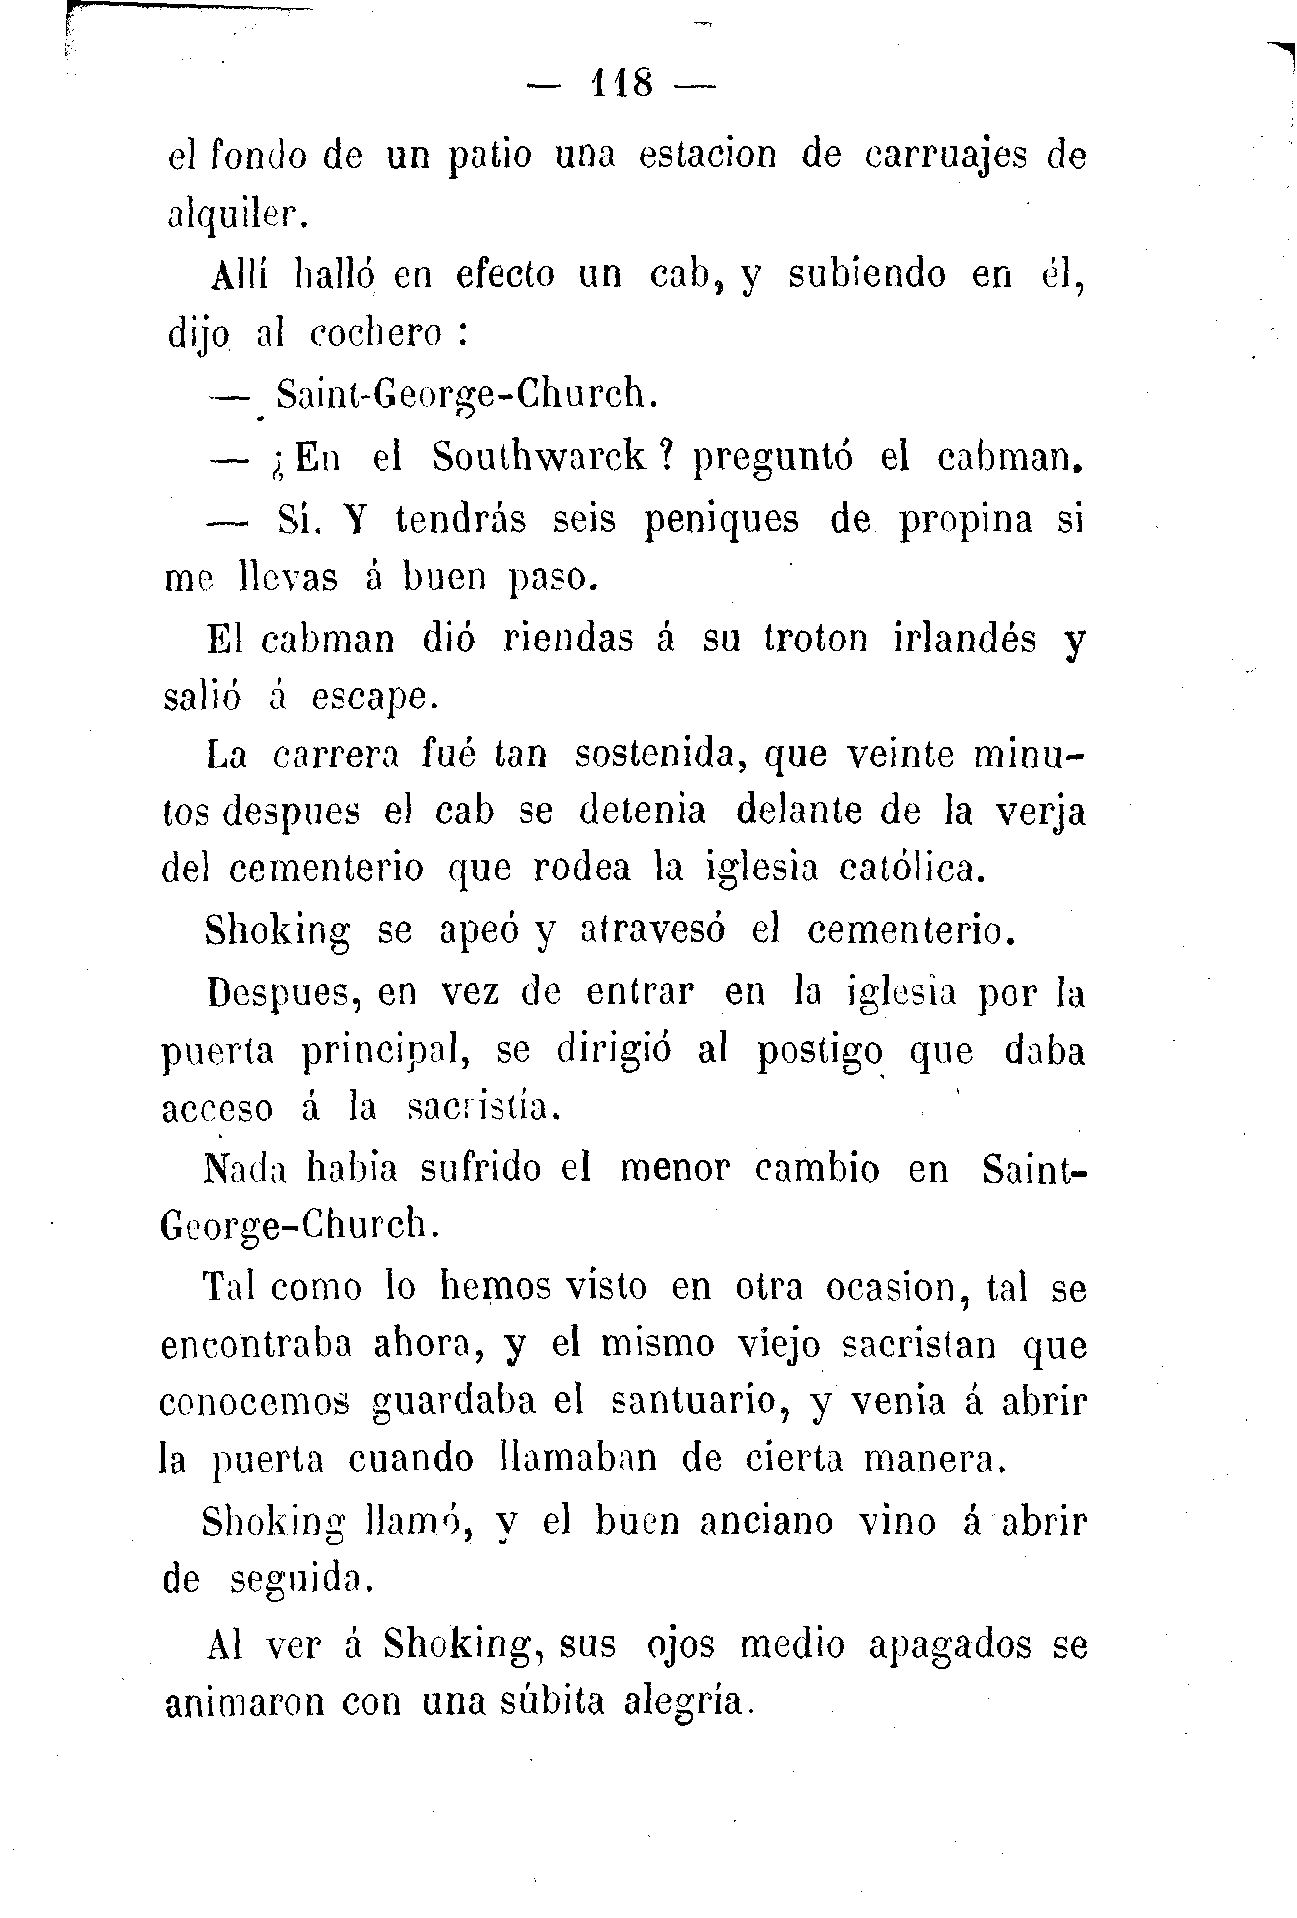 — 118 —
el fondo de un patio una estacion de carruajes de
alquiler.
Allí halló en efecto un cab, y subiendo en él,
dijo al cochero :
— Saint-George-Church.
— ¿En el Southwarck? preguntó el cabman.
— Sí. Y tendrás seis peniques de propina si
me llevas á buen paso.
El cabman dió riendas á su troton irlandés y
salió á escape.
La carrera fué tan sostenida, que veinte minu-
tos despues el cab se detenia delante de la verja
del cementerio que rodea la iglesia católica.
Shoking se apeó y atravesó el cementerio.
Despues, en vez de entrar en la iglesia por la
puerta principal, se dirigió al postigo que daba
acceso á la sacristía.
Nada habia sufrido el menor cambio en Saint-
George-Church.
Tal como lo hemos visto en otra ocasion, tal se
encontraba ahora, y el mismo viejo sacristan que
conocemos guardaba el santuario, y venia á abrir
la puerta cuando llamaban de cierta manera.
Shoking llamó, y el buen anciano vino á abrir
de seguida.
Al ver á Shoking, sus ojos medio apagados se
animaron con una súbita alegría.